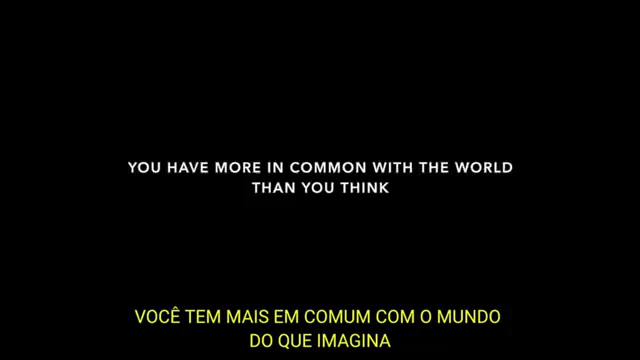 YOU HAVE MORE IN COMMON WITH THE WORLD
THAN YOU THINK
VOCÊ TEM MAIS EM COMUM COM O MUNDO
DO QUE IMAGINA